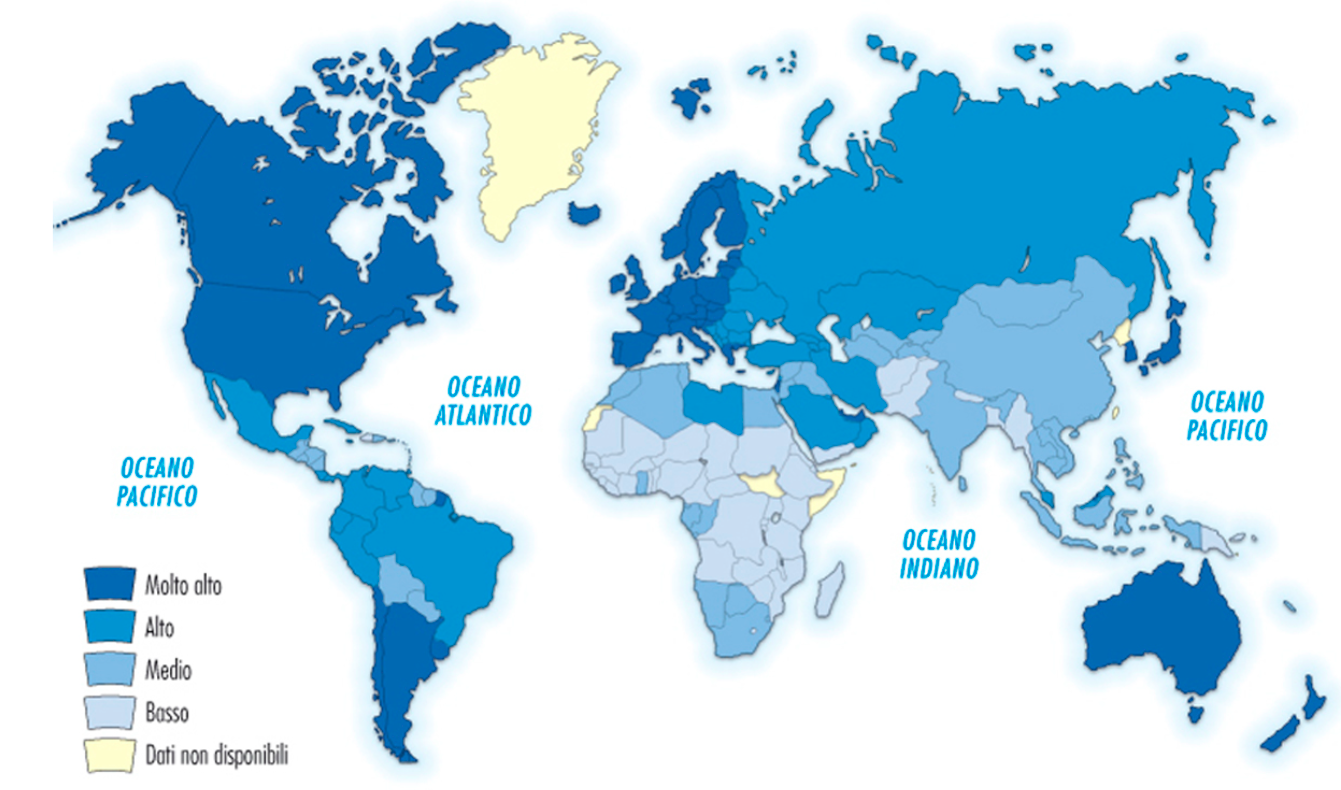 OCEANO
ATLANTICO
OCEANO
PACIFICO
OCEANO
PACIFICO
OCEANO
INDIANO
Molto alto
Alto
Medio
Basso
Dati non disponibili